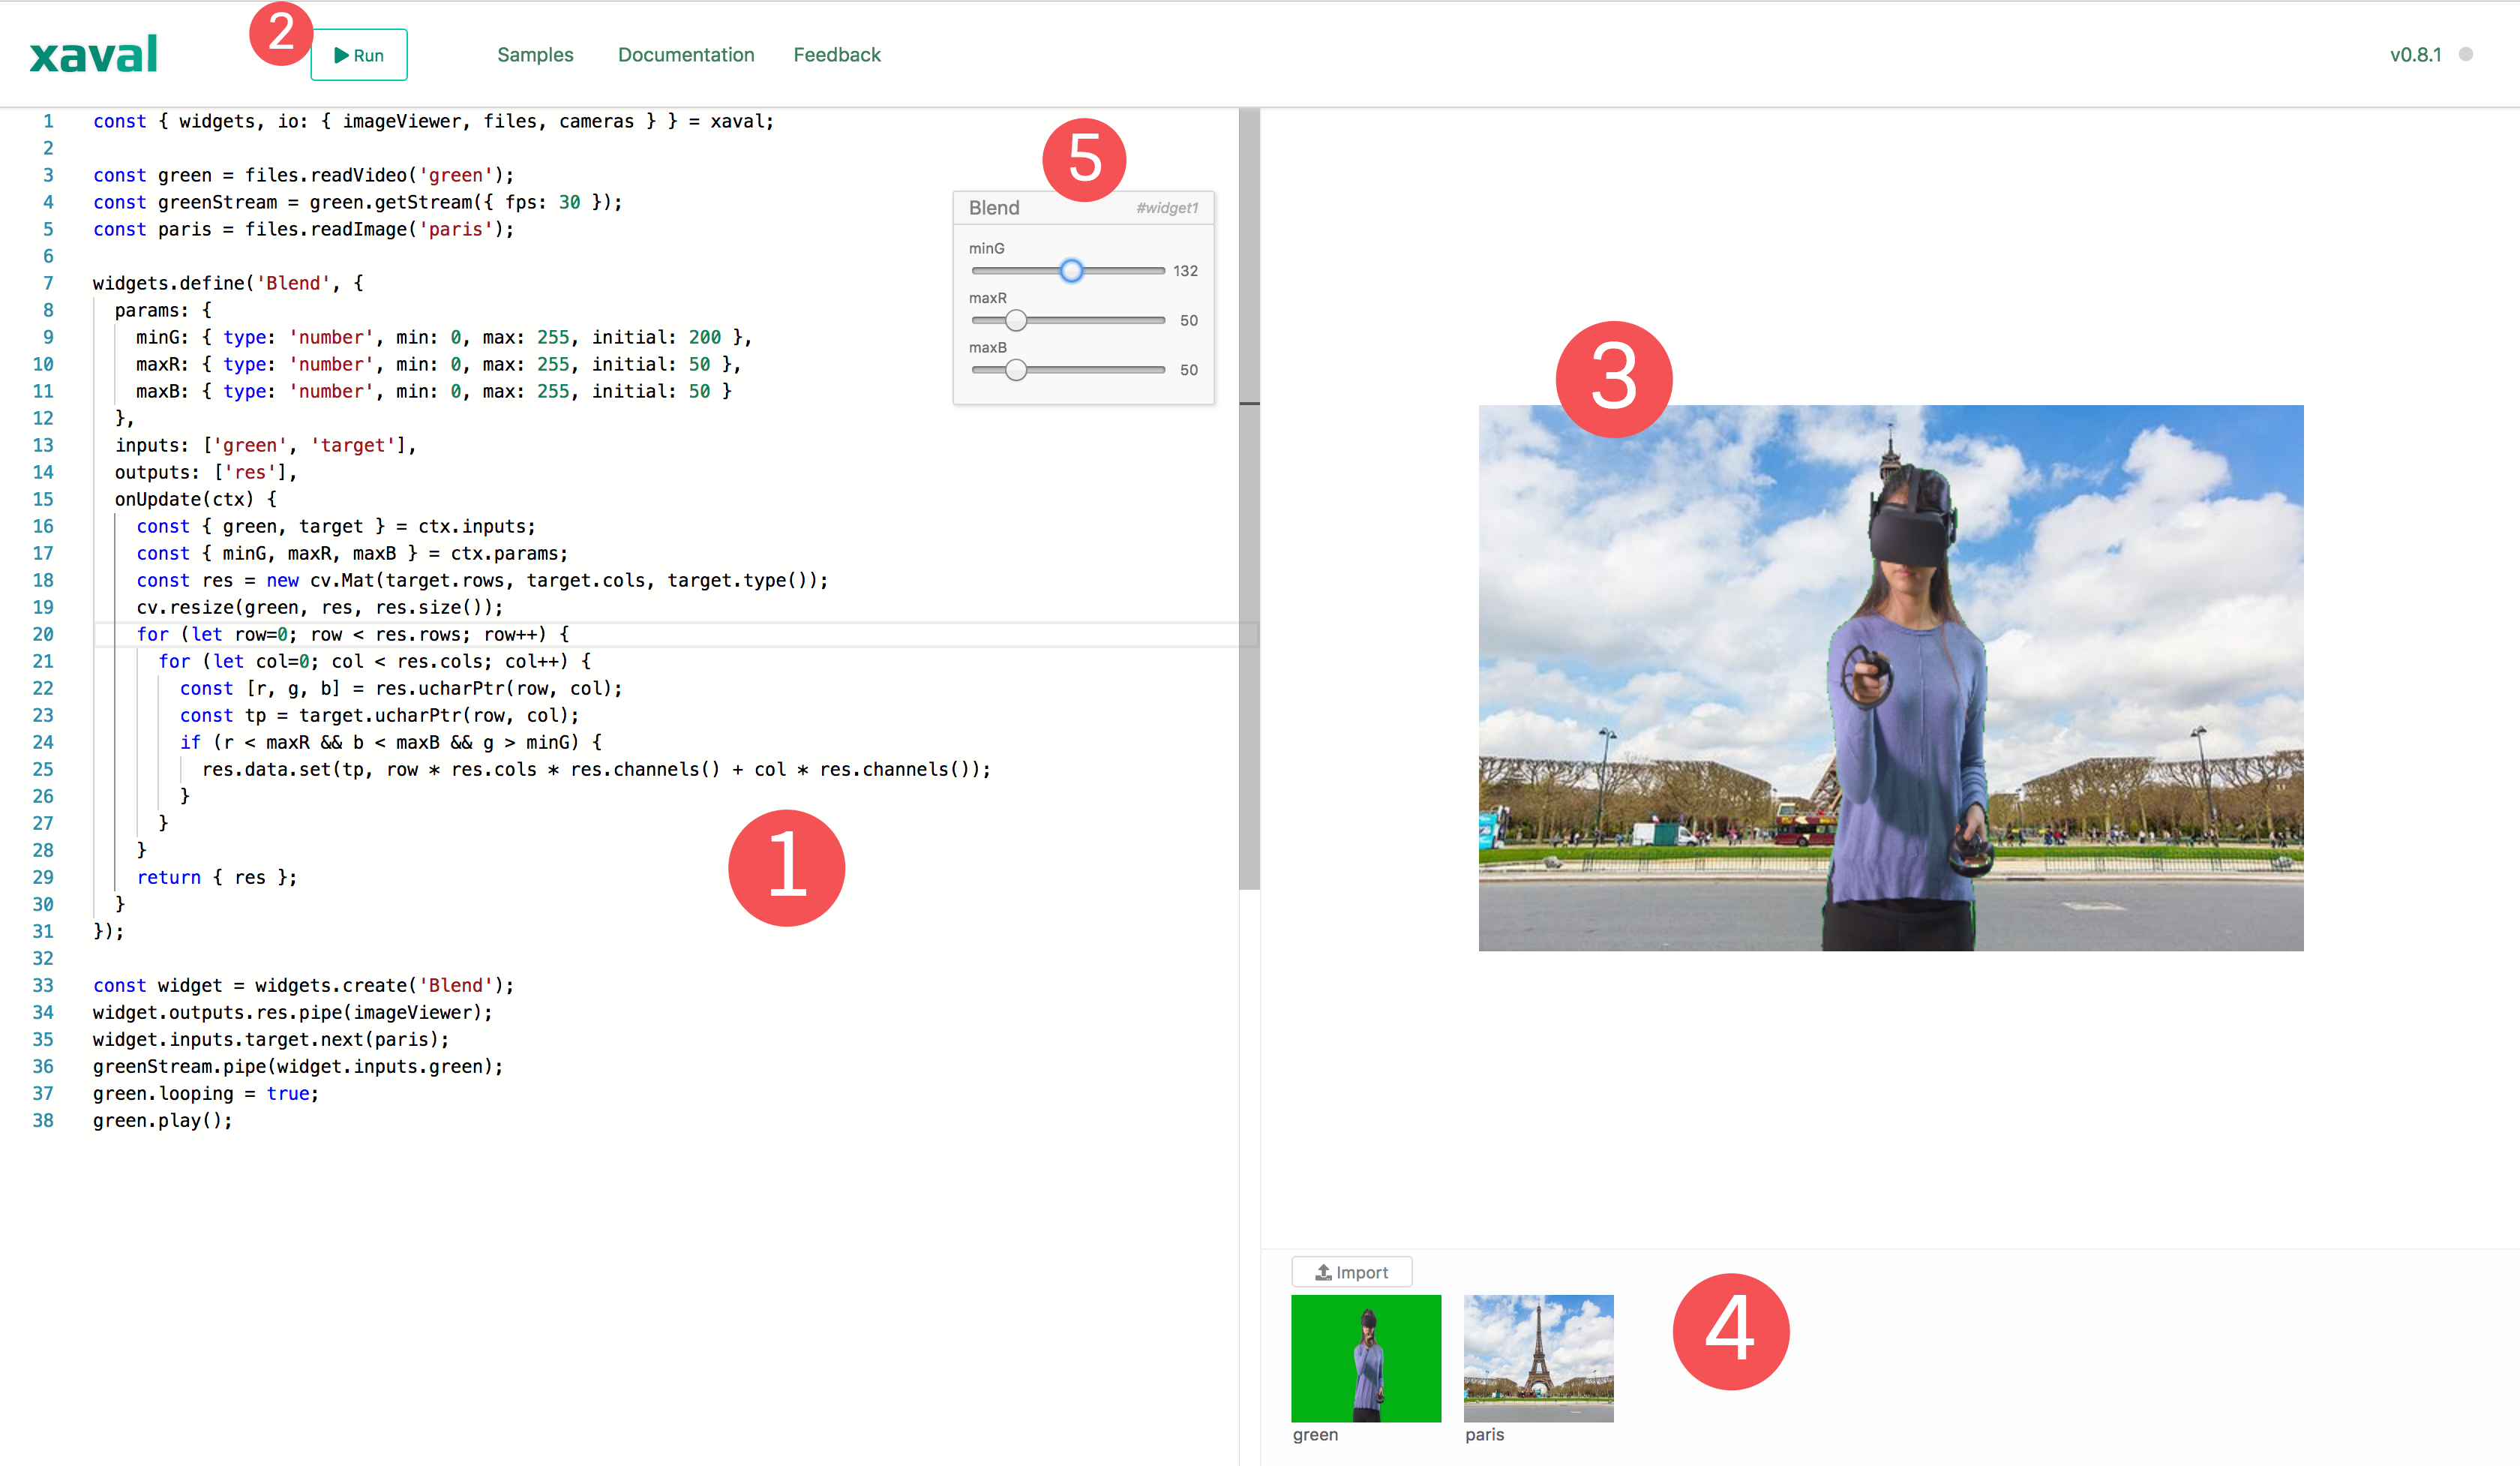 xaval
2
Run
Samples
Documentation
Feedback
v0.8.1
1 const { widgets, io: { imageViewer, files, cameras } } = xaval;
2
3 const green = files.readVideo('green');
4 const greenStream = green.getStream({ fps: 30 });
5 const paris = files.readImage('paris');
6
7 widgets.define('Blend', {
8 params: {
9 minG: { type: 'number', min: 0, max: 255, initial: 200 },
10 maxR: { type: 'number', min: 0, max: 255, initial: 50 },
11 maxB: { type: 'number', min: 0, max: 255, initial: 50 }
12 },
13 inputs: ['green', 'target'],
14 outputs: ['res'],
15 onUpdate(ctx) {
16 const { green, target } = ctx.inputs;
17 const { minG, maxR, maxB } = ctx.params;
18 const res = new cv.Mat(target.rows, target.cols, target.type());
19 cv.resize(green, res, res.size());
20 for (let row=0; row < res.rows; row++) {
21 for (let col=0; col < res.cols; col++) {
22 const [r, g, b] = res.ucharPtr(row, col);
23 const tp = target.ucharPtr(row, col);
24 if (r < maxR && b < maxB && g > minG) {
25 res.data.set(tp, row * res.cols * res.channels() + col * res.channels());
26 }
27 }
28 }
29 return { res };
30 }
31 });
32
33 const widget = widgets.create('Blend');
34 widget.outputs.res.pipe(imageViewer);
35 widget.inputs.target.next(paris);
36 greenStream.pipe(widget.inputs.green);
37 green.looping = true;
38 green.play();
1
5
Blend #widget1
minG
132
maxR
50
maxB
50
3
Import
4
green
paris